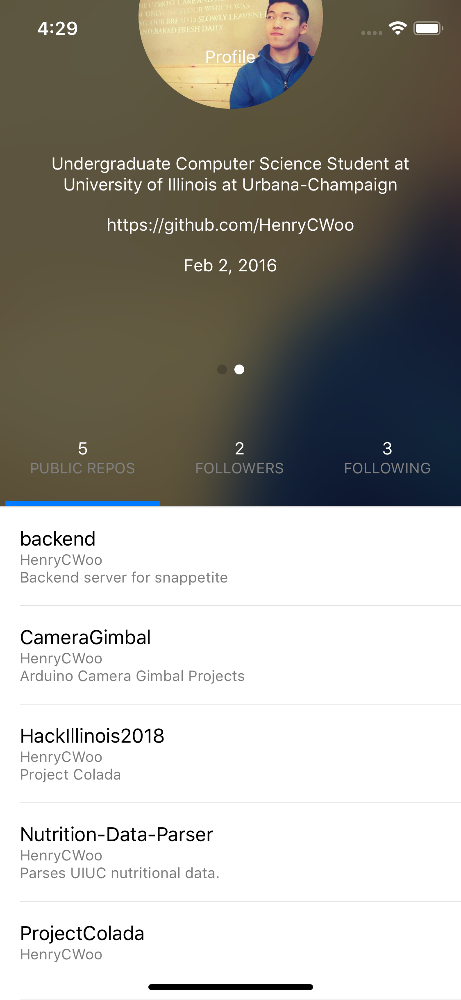 HE UTMOST CARE AND
4:29
'ONLY ONE FLOUR WHICH WAS
NG. OUR BREAD IS SLOWLY LEAVENE
ND BAKED FRESH DAILY
Profile
Undergraduate Computer Science Student at
University of Illinois at Urbana-Champaign
https://github.com/HenryCWoo
Feb 2, 2016
5 2 3
PUBLIC REPOS FOLLOWERS FOLLOWING
backend
HenryCWoo
Backend server for snappetite
CameraGimbal
HenryCWoo
Arduino Camera Gimbal Projects
HackIllinois2018
HenryCWoo
Project Colada
Nutrition-Data-Parser
HenryCWoo
Parses UIUC nutritional data.
ProjectColada
HenryCWoo